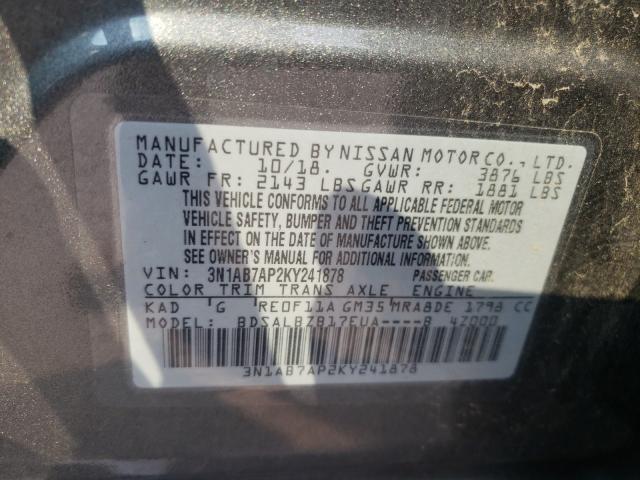 MANUFACTURED BY NISSAN MOTOR CO., LTD.
DATE: 10/18. GVWR: 3876 LBS
GAWR FR: 2143 LBS GAWR RR: 1881 LBS
THIS VEHICLE CONFORMS TO ALL APPLICABLE FEDERAL MOTOR
VEHICLE SAFETY, BUMPER AND THEFT PREVENTION STANDARDS
IN EFFECT ON THE DATE OF MANUFACTURE SHOWN ABOVE.
SEE OWNER'S MANUAL FOR ADDITIONAL INFORMATION.
VIN: 3N1AB7AP2KY241878 PASSENGER CAR.
COLOR TRIM TRANS AXLE ENGINE
KAD G RE0F11A GM35 MRA8DE 1798 CC
MODEL: BDSALBZB17EUA----B 4Z000
3N1AB7AP2KY241878